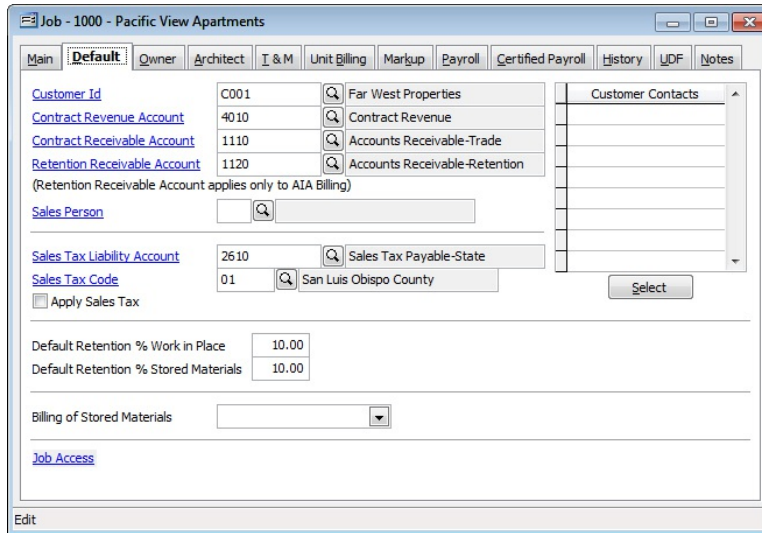 Job - 1000 - Pacific View Apartments
Main Default Owner Architect T & M Unit Billing Markup Payroll Certified Payroll History UDF Notes
Customer Id C001 Far West Properties
Contract Revenue Account 4010 Contract Revenue
Contract Receivable Account 1110 Accounts Receivable-Trade
Retention Receivable Account 1120 Accounts Receivable-Retention
(Retention Receivable Account applies only to AIA Billing)
Sales Person
Customer Contacts
Sales Tax Liability Account 2610 Sales Tax Payable-State
Sales Tax Code 01 San Luis Obispo County
Apply Sales Tax
Select
Default Retention % Work in Place 10.00
Default Retention % Stored Materials 10.00
Billing of Stored Materials
Job Access
Edit